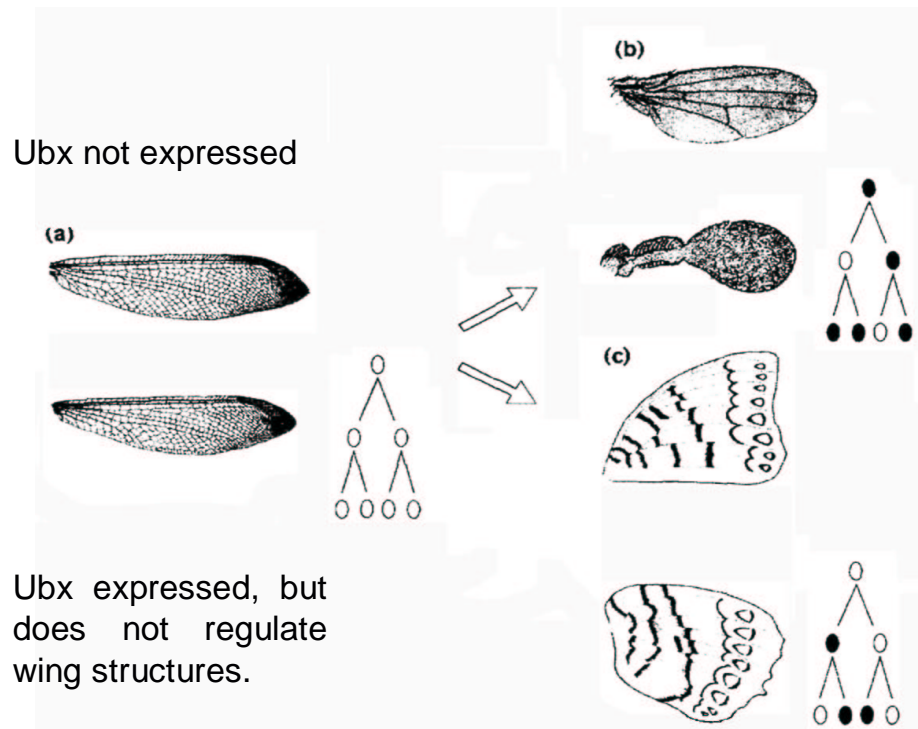 (b)
Ubx not expressed
(a)
(c)
Ubx expressed, but
does not regulate
wing structures.